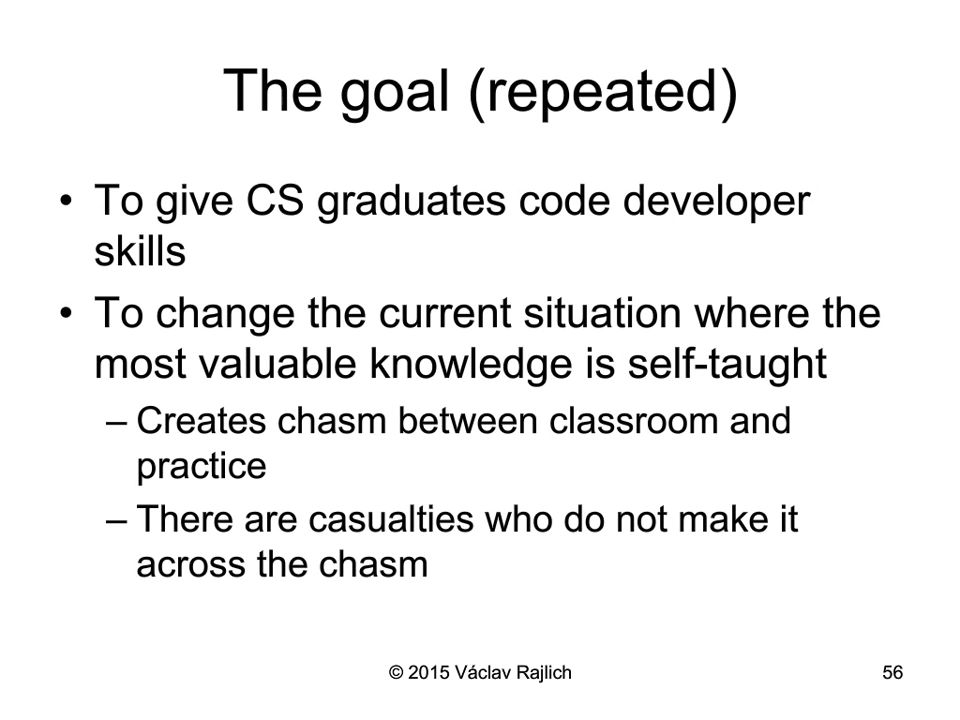 The goal (repeated)
• To give CS graduates code developer
skills
• To change the current situation where the
most valuable knowledge is self-taught
– Creates chasm between classroom and
practice
– There are casualties who do not make it
across the chasm
© 2015 Václav Rajlich 56